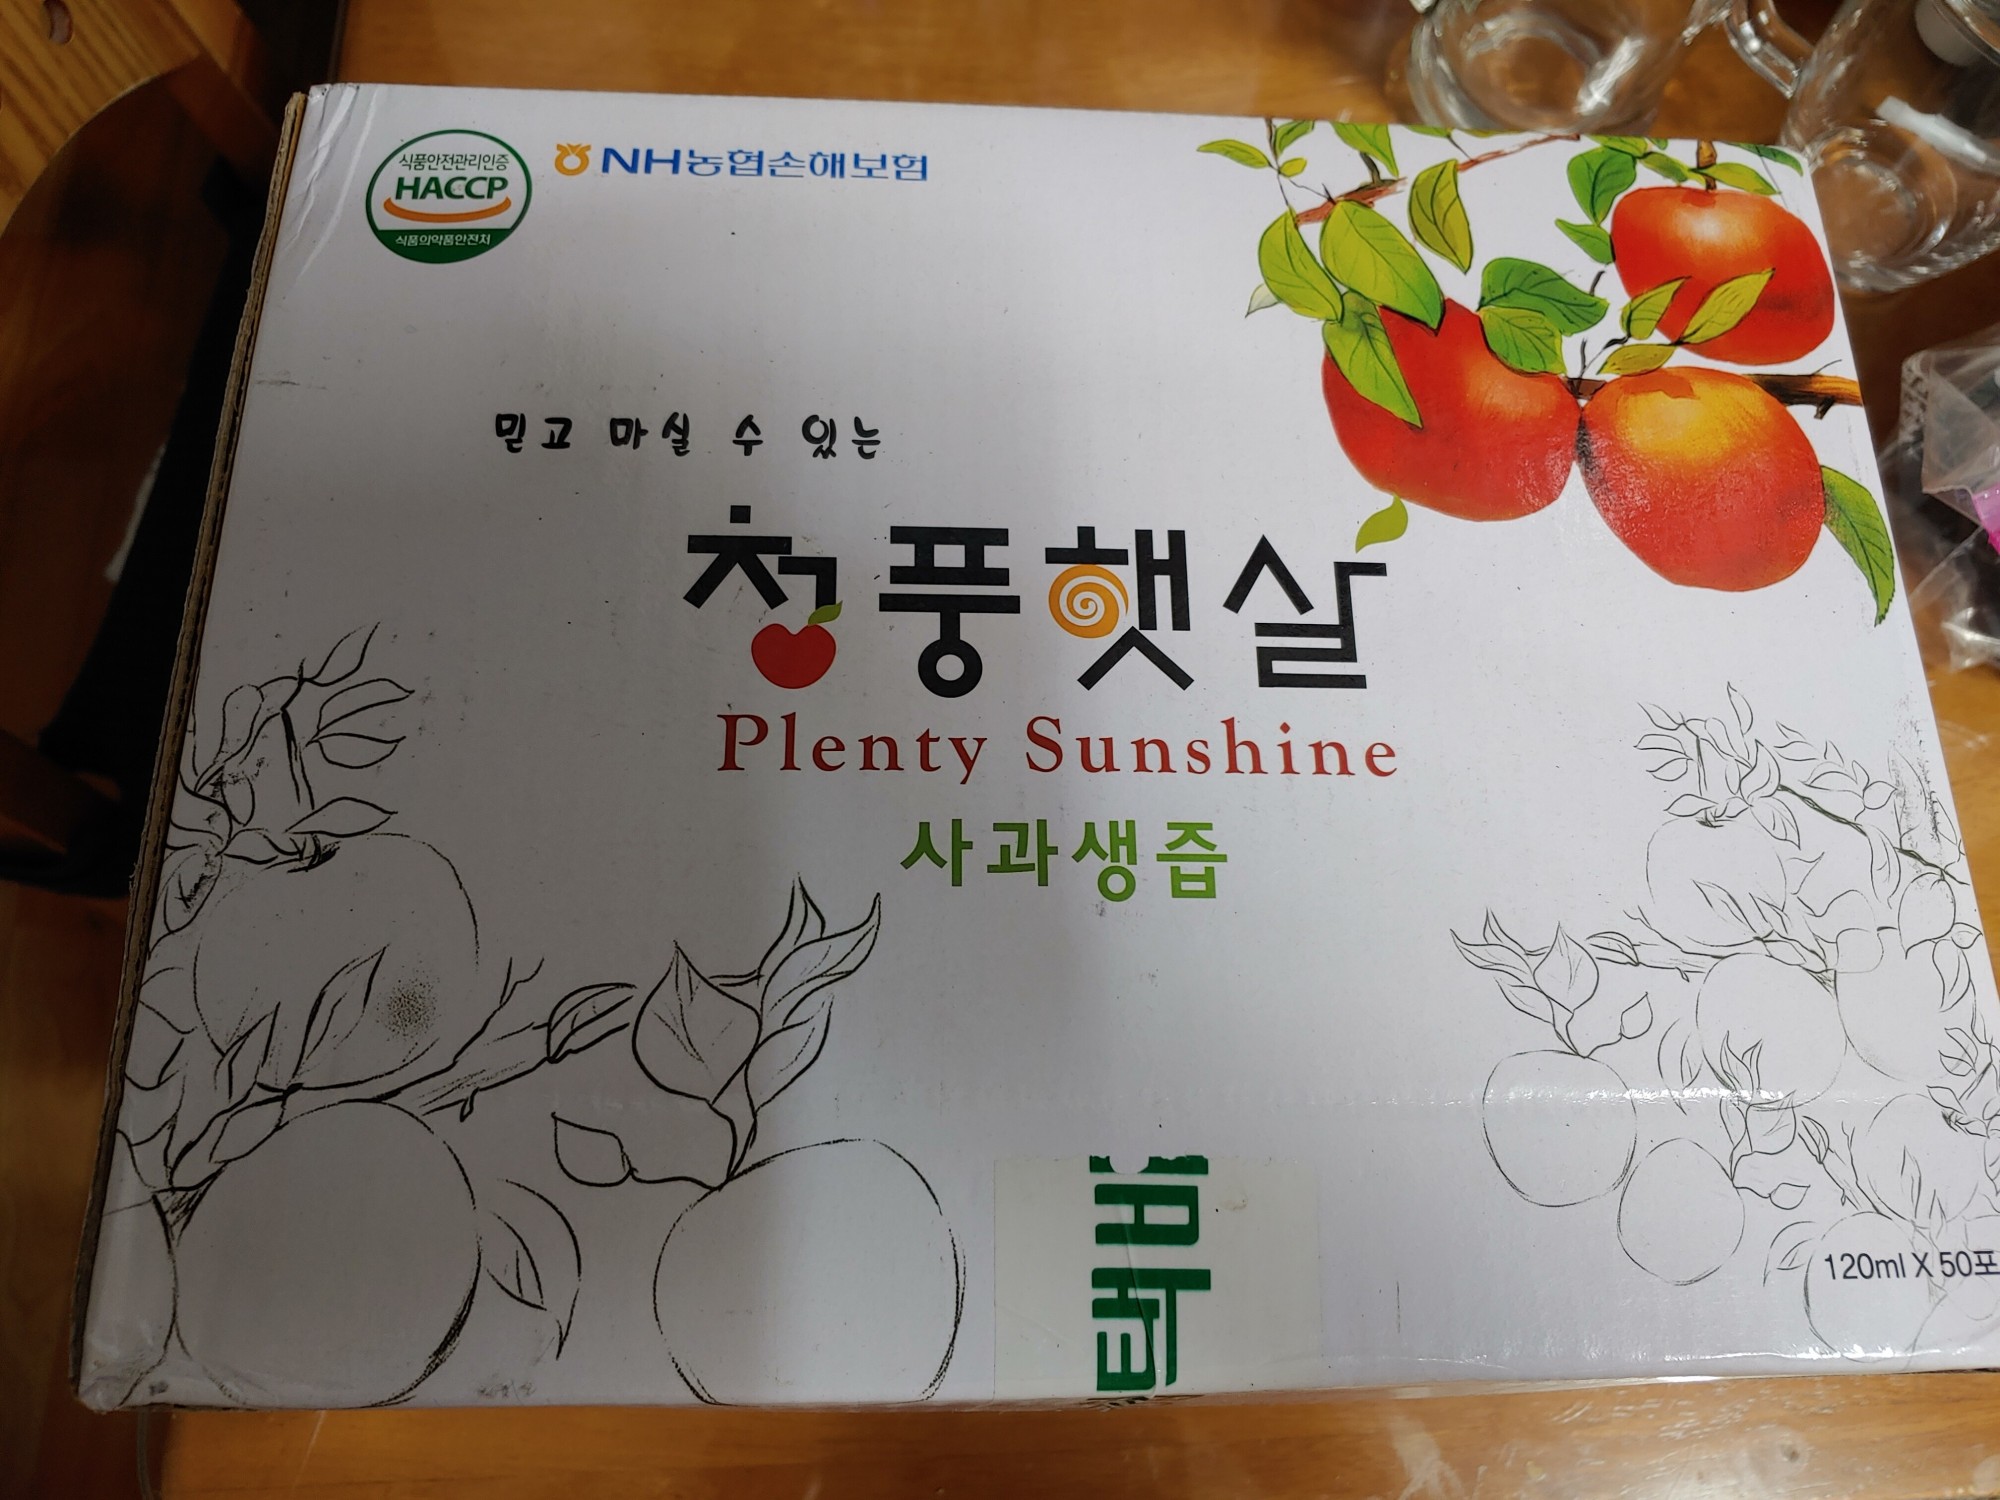 식품안전관리인증
HACCP
식품의약품안전처
NH농협손해보험
믿고 마실 수 있는
청풍햇살
Plenty Sunshine
사과생즙
택배
120ml X 50포